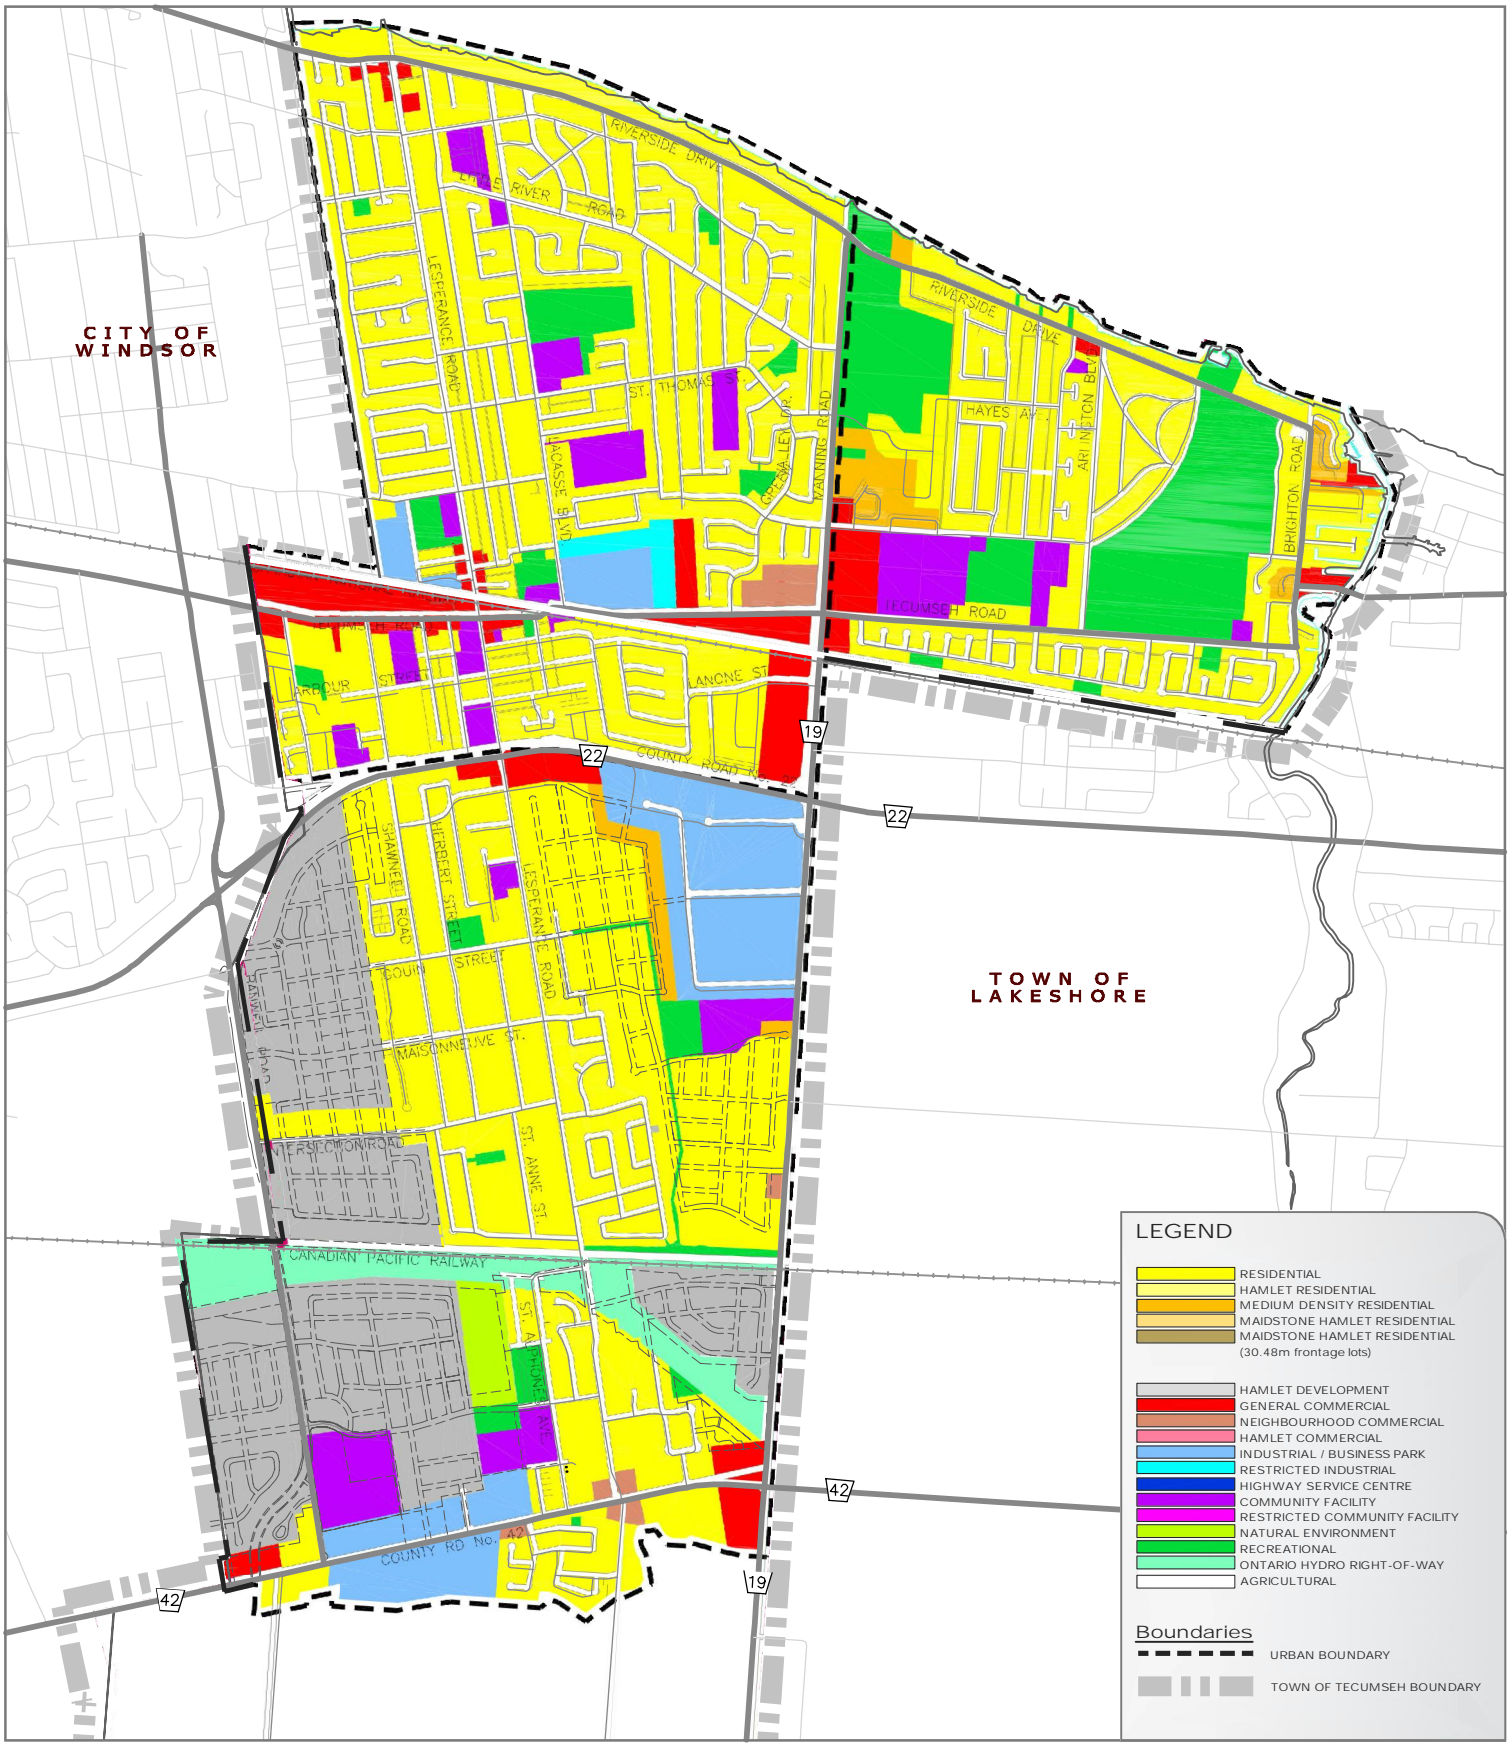 RIVERSIDE DRIVE
LITTLE RIVER ROAD
LESPERANCE ROAD
CITY OF
WINDSOR
RIVERSIDE DRIVE
ST. THOMAS ST.
HAYES AVE.
ARLINGTON BLVD
MANNING ROAD
LACASSE BLVD
BRIGHTON ROAD
TECUMSEH ROAD
TECUMSEH ROAD
ARBOUR STREET
LANONE ST
19
22
COUNTY ROAD No. 22
22
SHAWNEE ROAD
HERBERT STREET
LESPERANCE ROAD
GOUIN STREET
TOWN OF
LAKESHORE
MAISONNEUVE ST.
INTERSECTION ROAD
ST. ANNE ST.
CANADIAN PACIFIC RAILWAY
ST. ALPHONSE AVE.
42
COUNTY RD No. 42
19
42
LEGEND
RESIDENTIAL
HAMLET RESIDENTIAL
MEDIUM DENSITY RESIDENTIAL
MAIDSTONE HAMLET RESIDENTIAL
MAIDSTONE HAMLET RESIDENTIAL
(30.48m frontage lots)
HAMLET DEVELOPMENT
GENERAL COMMERCIAL
NEIGHBOURHOOD COMMERCIAL
HAMLET COMMERCIAL
INDUSTRIAL / BUSINESS PARK
RESTRICTED INDUSTRIAL
HIGHWAY SERVICE CENTRE
COMMUNITY FACILITY
RESTRICTED COMMUNITY FACILITY
NATURAL ENVIRONMENT
RECREATIONAL
ONTARIO HYDRO RIGHT-OF-WAY
AGRICULTURAL
Boundaries
URBAN BOUNDARY
TOWN OF TECUMSEH BOUNDARY